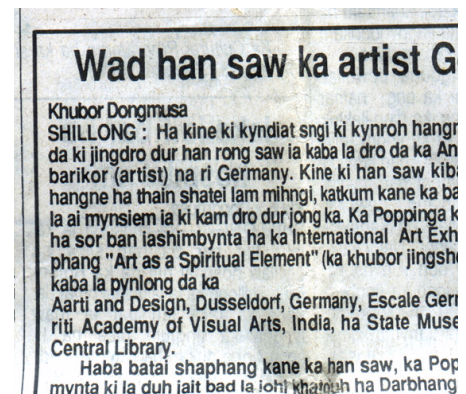 Wad han saw ka artist G
Khubor Dongmusa
SHILLONG : Ha kine ki kyndiat sngi ki kynroh hangn
da ki jingdro dur han rong saw ia kaba la dro da ka An
barikor (artist) na ri Germany. Kine ki han saw kiba
hangne ha thain shatei lam mihngi, katkum kane ka ba
la ai mynsiem ia ki kam dro dur jong ka. Ka Poppinga k
ha sor ban iashimbynta ha ka International Art Exh
phang "Art as a Spiritual Element" (ka khubor jingshe
kaba la pynlong da ka
Aarti and Design, Dusseldorf, Germany, Escale Gerr
riti Academy of Visual Arts, India, ha State Muse
Central Library.
Haba batai shaphang kane ka han saw, ka Pop
mynta ki la duh jait bad la iohi khatduh ha Darbhang